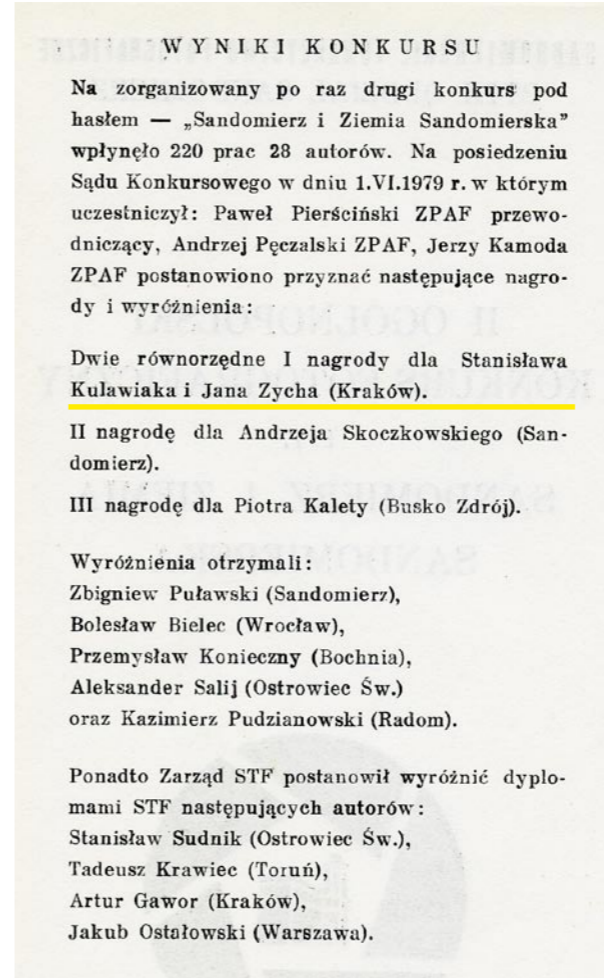 WYNIKI KONKURSU
Na zorganizowany po raz drugi konkurs pod
hasłem — „Sandomierz i Ziemia Sandomierska”
wpłynęło 220 prac 28 autorów. Na posiedzeniu
Sądu Konkursowego w dniu 1.VI.1979 r. w którym
uczestniczył: Paweł Pierściński ZPAF przewo-
dniczący, Andrzej Pęczalski ZPAF, Jerzy Kamoda
ZPAF postanowiono przyznać następujące nagro-
dy i wyróżnienia:
Dwie równorzędne I nagrody dla Stanisława
Kulawiaka i Jana Zycha (Kraków).
II nagrodę dla Andrzeja Skoczkowskiego (San-
domierz).
III nagrodę dla Piotra Kalety (Busko Zdrój).
Wyróżnienia otrzymali:
Zbigniew Puławski (Sandomierz),
Bolesław Bielec (Wrocław),
Przemysław Konieczny (Bochnia),
Aleksander Salij (Ostrowiec Św.)
oraz Kazimierz Pudzianowski (Radom).
Ponadto Zarząd STF postanowił wyróżnić dyplo-
mami STF następujących autorów:
Stanisław Sudnik (Ostrowiec Św.),
Tadeusz Krawiec (Toruń),
Artur Gawor (Kraków),
Jakub Ostałowski (Warszawa).